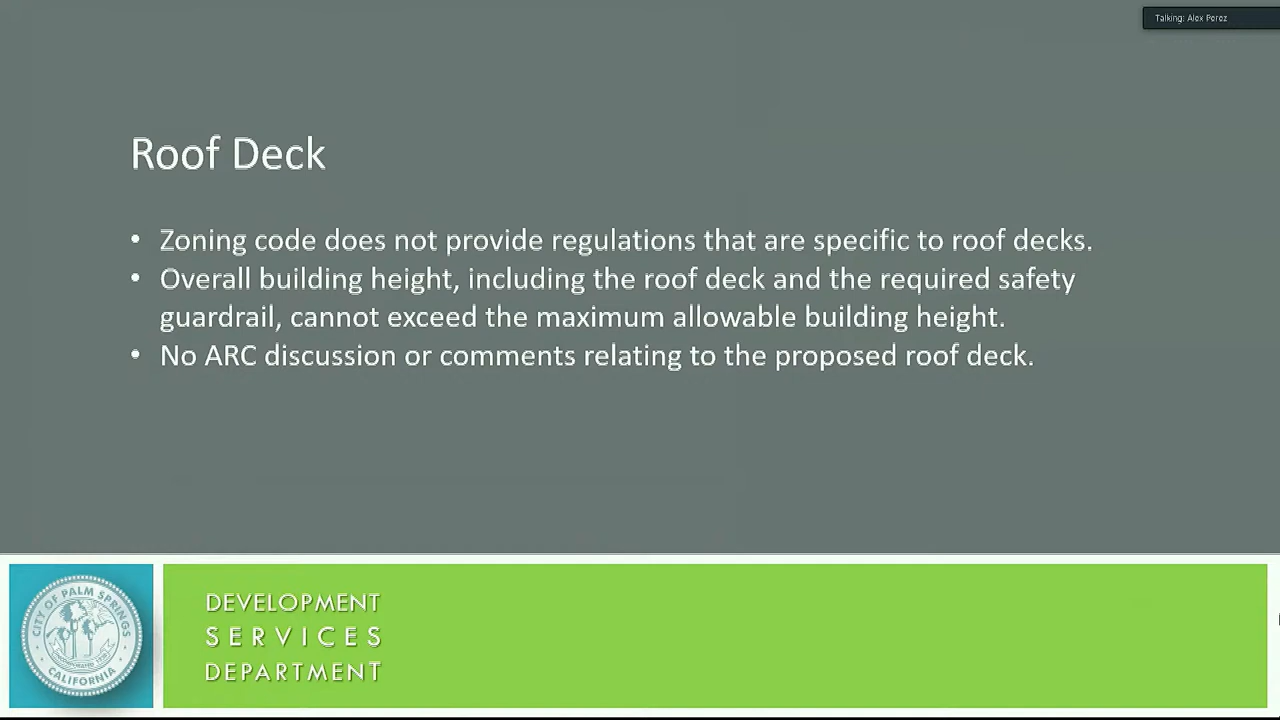 Talking: Alex Perez
Roof Deck
• Zoning code does not provide regulations that are specific to roof decks.
• Overall building height, including the roof deck and the required safety
guardrail, cannot exceed the maximum allowable building height.
• No ARC discussion or comments relating to the proposed roof deck.
CITY OF PALM SPRINGS
CALIFORNIA
DEVELOPMENT
SERVICES
DEPARTMENT